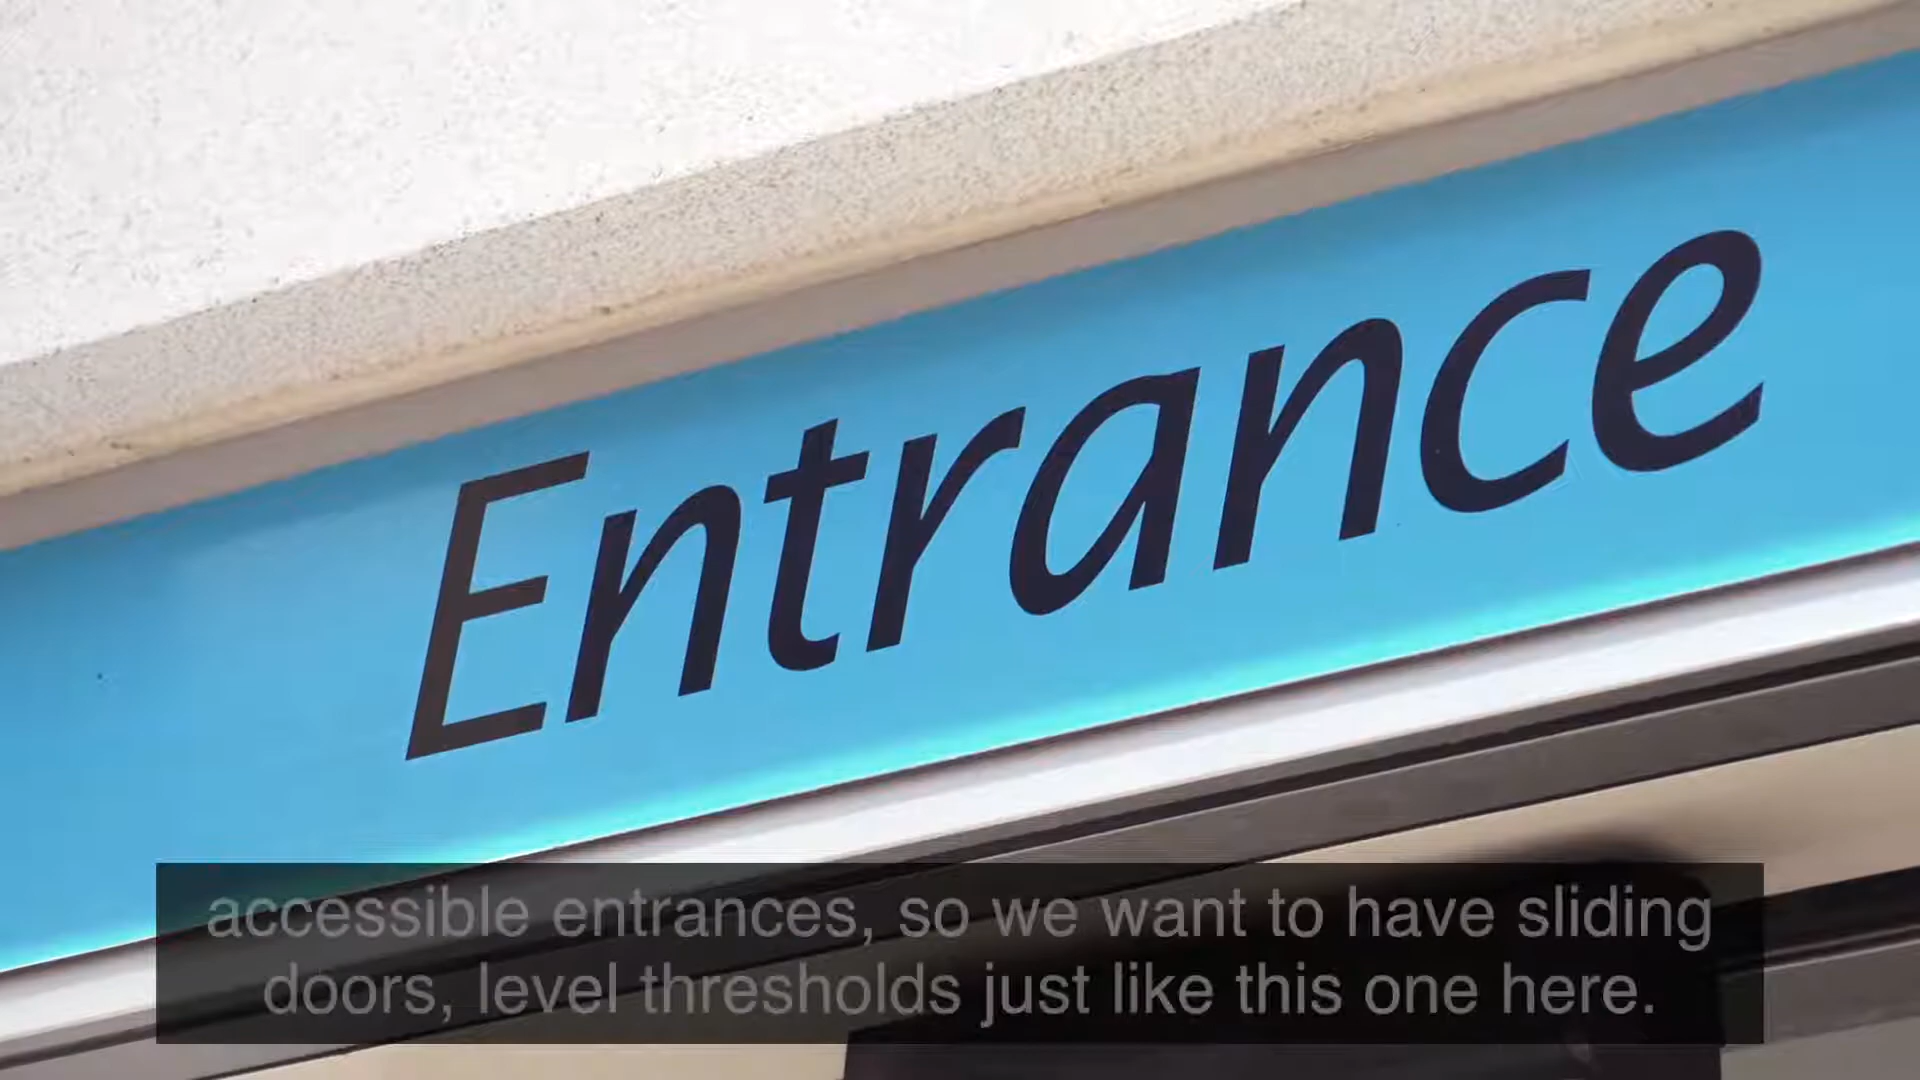 Entrance
accessible entrances, so we want to have sliding
doors, level thresholds just like this one here.